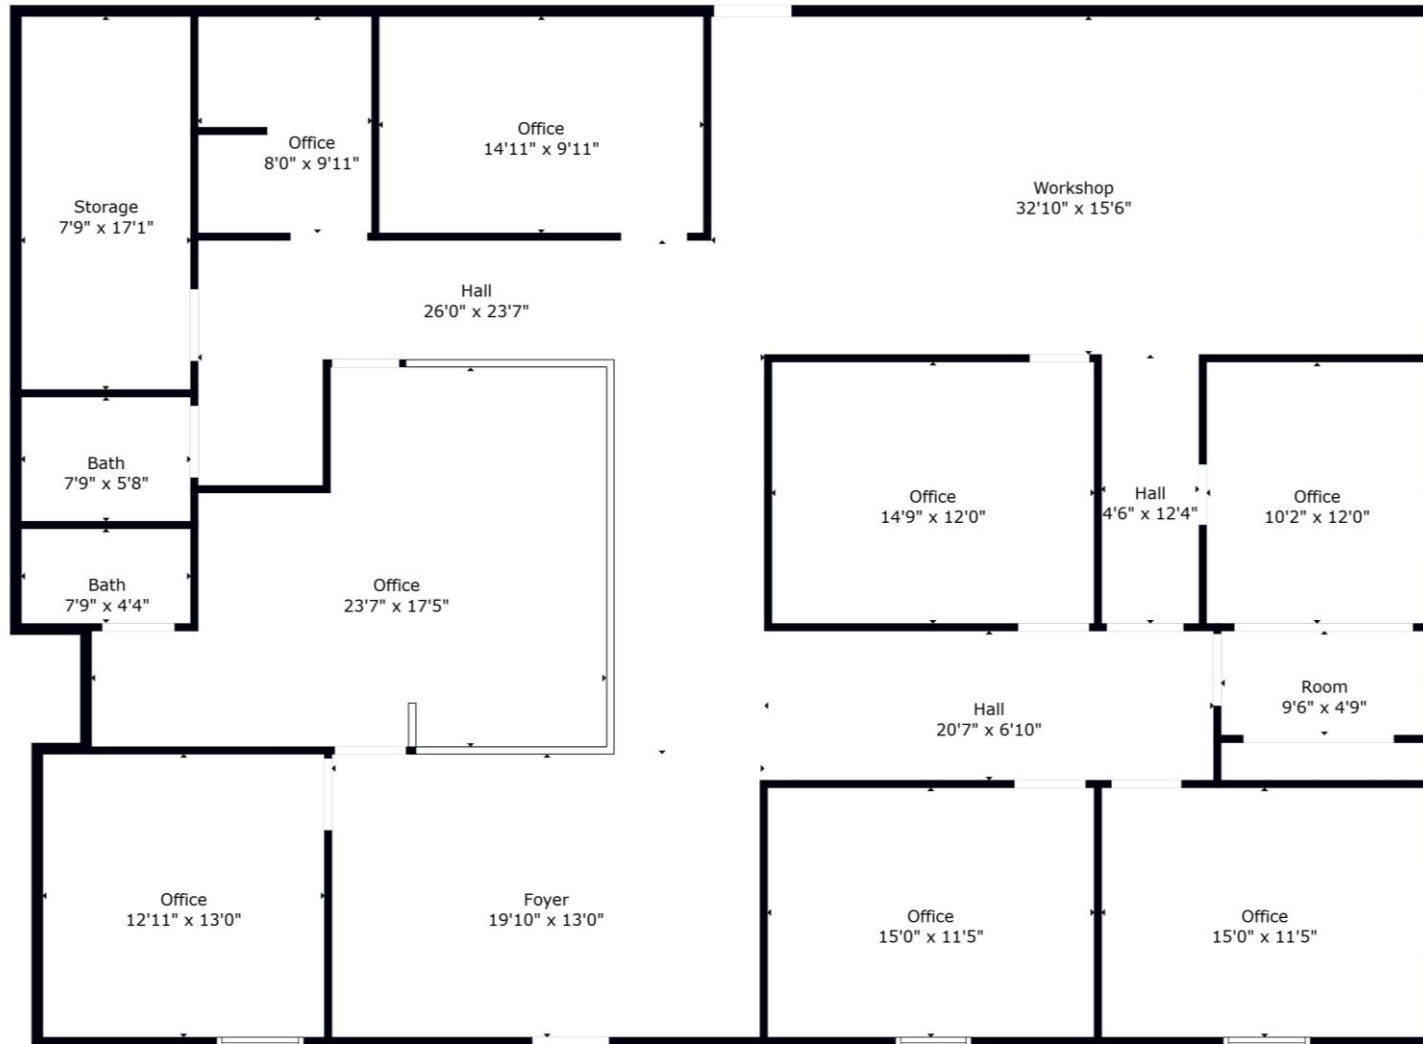 Office
8'0" x 9'11"
Office
14'11" x 9'11"
Storage
7'9" x 17'1"
Workshop
32'10" x 15'6"
Hall
26'0" x 23'7"
Bath
7'9" x 5'8"
Office
14'9" x 12'0"
Hall
4'6" x 12'4"
Office
10'2" x 12'0"
Bath
7'9" x 4'4"
Office
23'7" x 17'5"
Hall
20'7" x 6'10"
Room
9'6" x 4'9"
Office
12'11" x 13'0"
Foyer
19'10" x 13'0"
Office
15'0" x 11'5"
Office
15'0" x 11'5"